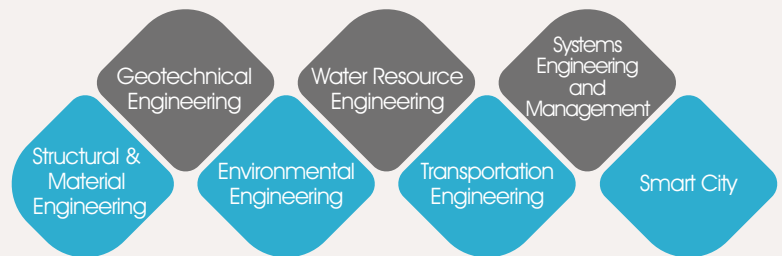 Geotechnical
Engineering
Water Resource
Engineering
Systems
Engineering
and
Management
Structural &
Material
Engineering
Environmental
Engineering
Transportation
Engineering
Smart City